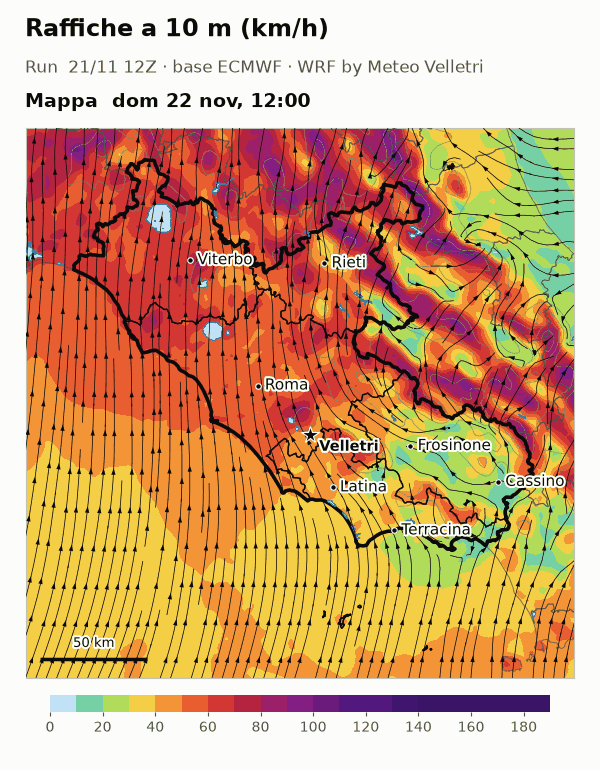 Raffiche a 10 m (km/h)
Run  21/11 12Z · base ECMWF · WRF by Meteo Velletri
Mappa  dom 22 nov, 12:00
Viterbo
Rieti
Roma
Velletri
Frosinone
Latina
Cassino
Terracina
50 km
0 20 40 60 80 100 120 140 160 180